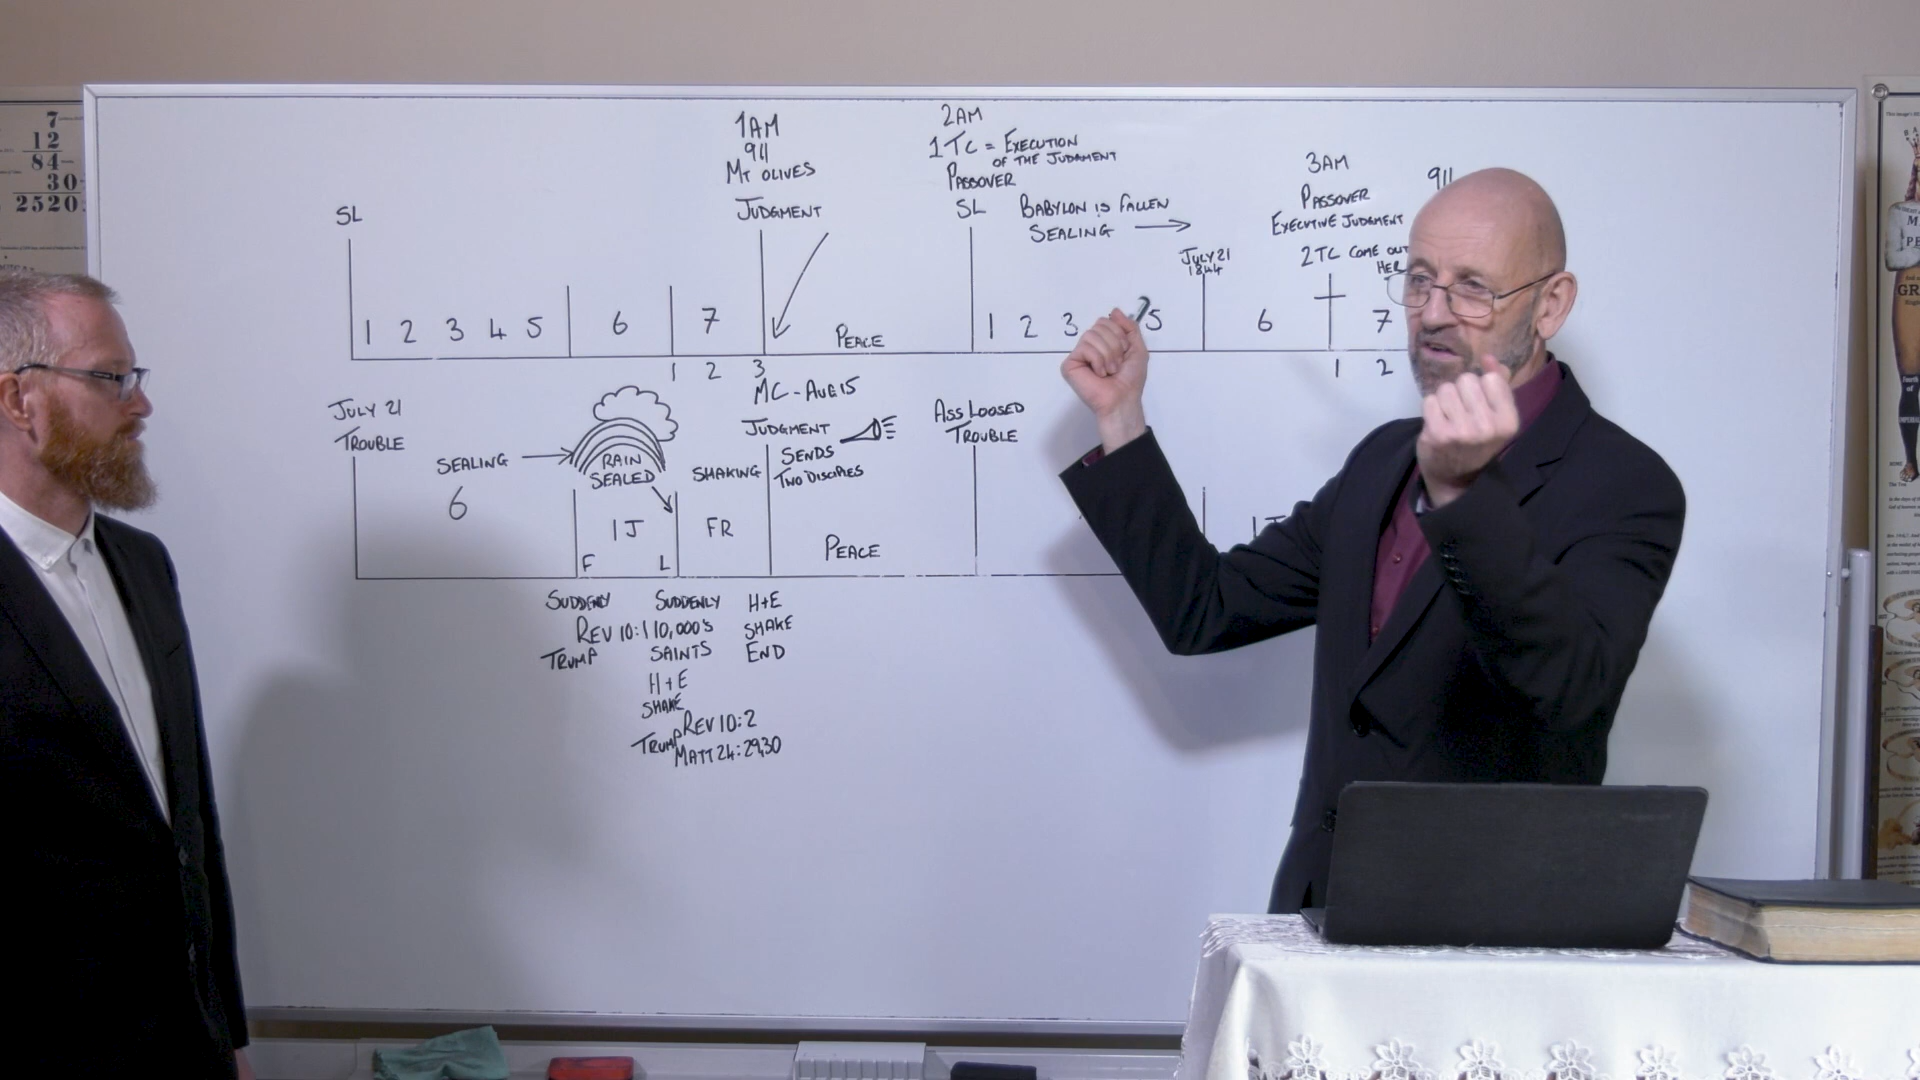 7
12
84
30
2520
1AM
911
MT OLIVES
JUDGMENT
SL
1 2 3 4 5 6 7
PEACE
1 2 3
2AM
1TC = EXECUTION
OF THE JUDGMENT
PASSOVER
SL BABYLON IS FALLEN
SEALING
JULY 21
1844
1 2 3 5 6 7
1 2
3AM
PASSOVER
EXECUTIVE JUDGMENT
2TC COME OUT
HER
911
MC - AUG 15
JULY 21
TROUBLE
SEALING
6
RAIN
SEALED
1J
F L
SHAKING
FR
JUDGMENT
SENDS
TWO DISCIPLES
PEACE
ASS LOOSED
TROUBLE
SUDDENLY
REV 10:1
TRUMP
SUDDENLY
10,000'S
SAINTS
H+E
SHAKE
REV 10:2
TRUMP
MATT 24:29,30
H+E
SHAKE
END